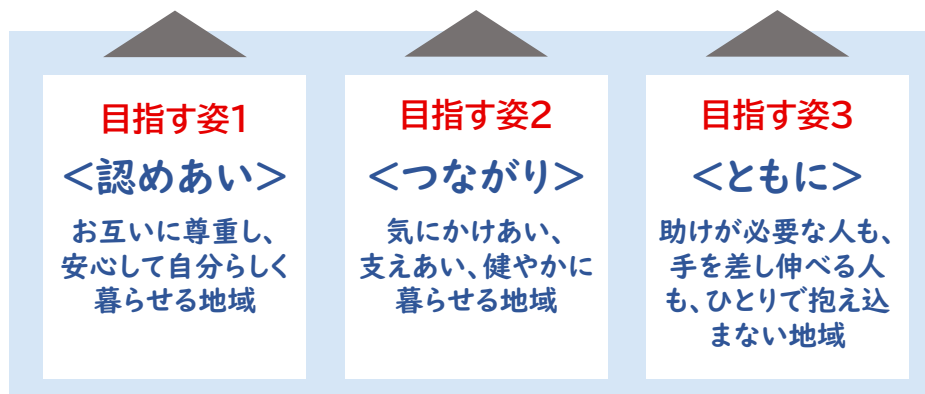 目指す姿1
<認めあい>
お互いに尊重し、
安心して自分らしく
暮らせる地域
目指す姿2
<つながり>
気にかけあい、
支えあい、健やかに
暮らせる地域
目指す姿3
<ともに>
助けが必要な人も、
手を差し伸べる人
も、ひとりで抱え込
まない地域